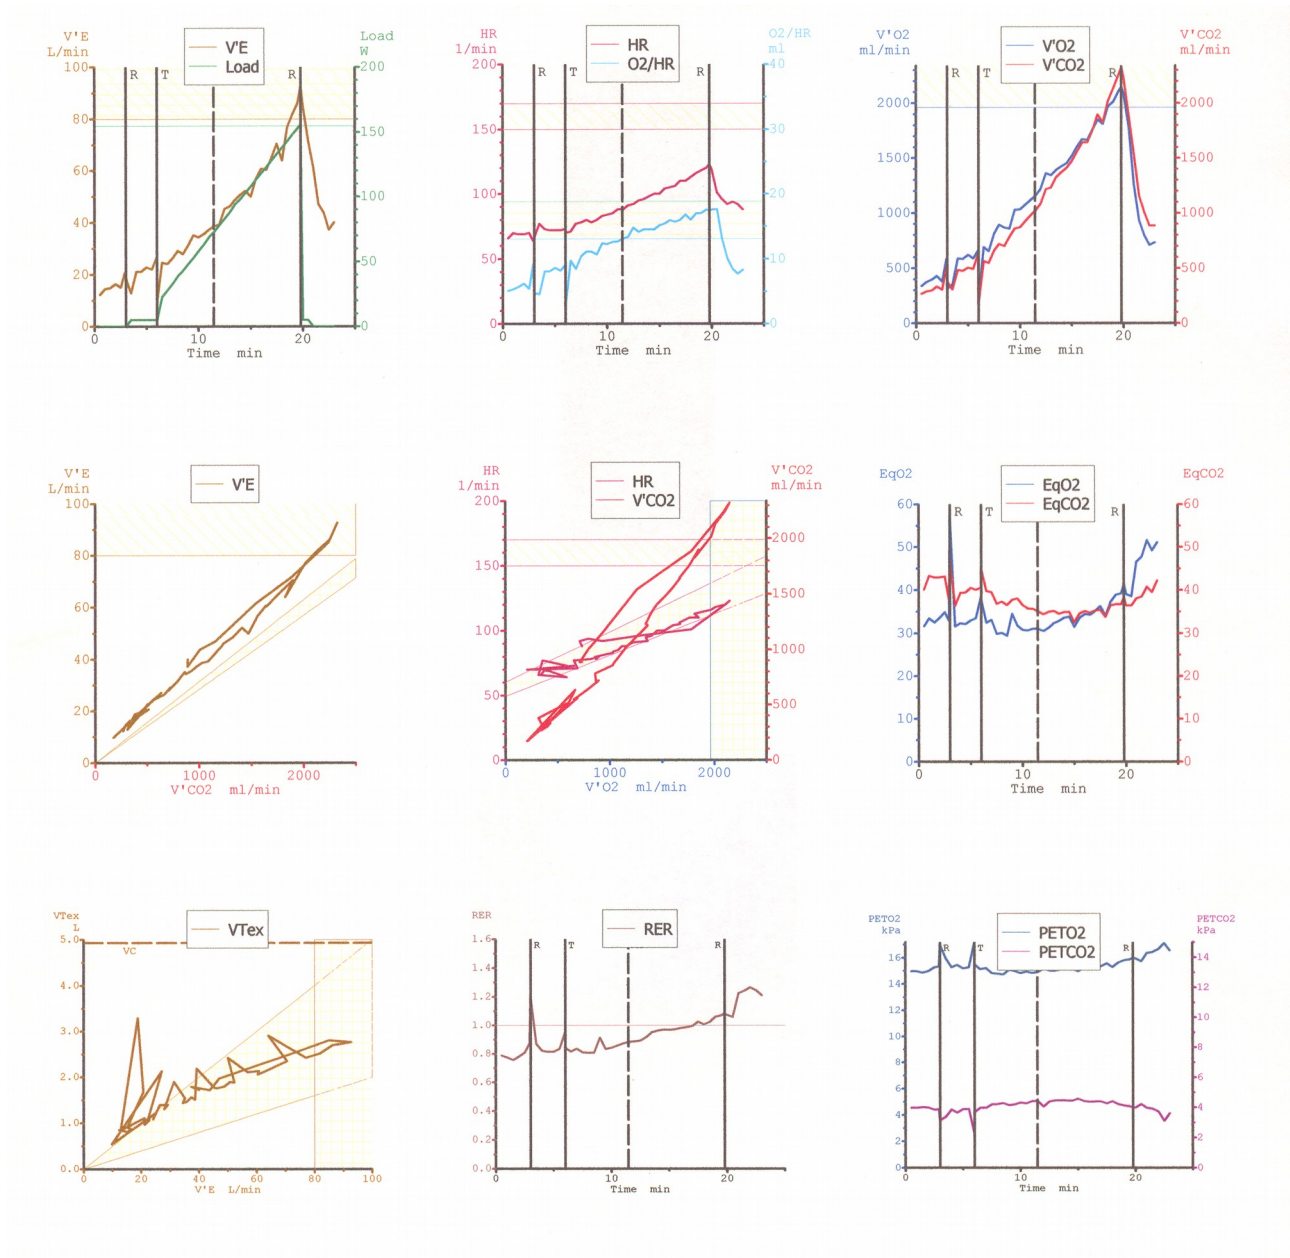 V'E
L/min
V'E
Load
Load
W
100
80
60
40
20
0
R
T
R
200
150
100
50
0
0
10
20
Time min
HR
1/min
HR
O2/HR
O2/HR
ml
200
150
100
50
0
R
T
R
40
30
20
10
0
0
10
20
Time min
V'O2
ml/min
V'O2
V'CO2
V'CO2
ml/min
2000
1500
1000
500
0
R
T
R
2000
1500
1000
500
0
0
10
20
Time min
V'E
L/min
V'E
100
80
60
40
20
0
0
1000
2000
V'CO2 ml/min
HR
1/min
HR
V'CO2
V'CO2
ml/min
200
150
100
50
0
2000
1500
1000
500
0
0
1000
2000
V'O2 ml/min
EqO2
EqO2
EqCO2
EqCO2
60
50
40
30
20
10
0
R
T
R
60
50
40
30
20
10
0
0
10
20
Time min
VTex
L
VTex
5.0
4.0
3.0
2.0
1.0
0.0
VC
0
20
40
60
80
100
V'E L/min
RER
RER
1.6
1.4
1.2
1.0
0.8
0.6
0.4
0.2
0.0
R
T
R
0
10
20
Time min
PETO2
kPa
PETO2
PETCO2
PETCO2
kPa
16
14
12
10
8
6
4
2
0
R
T
R
14
12
10
8
6
4
2
0
0
10
20
Time min